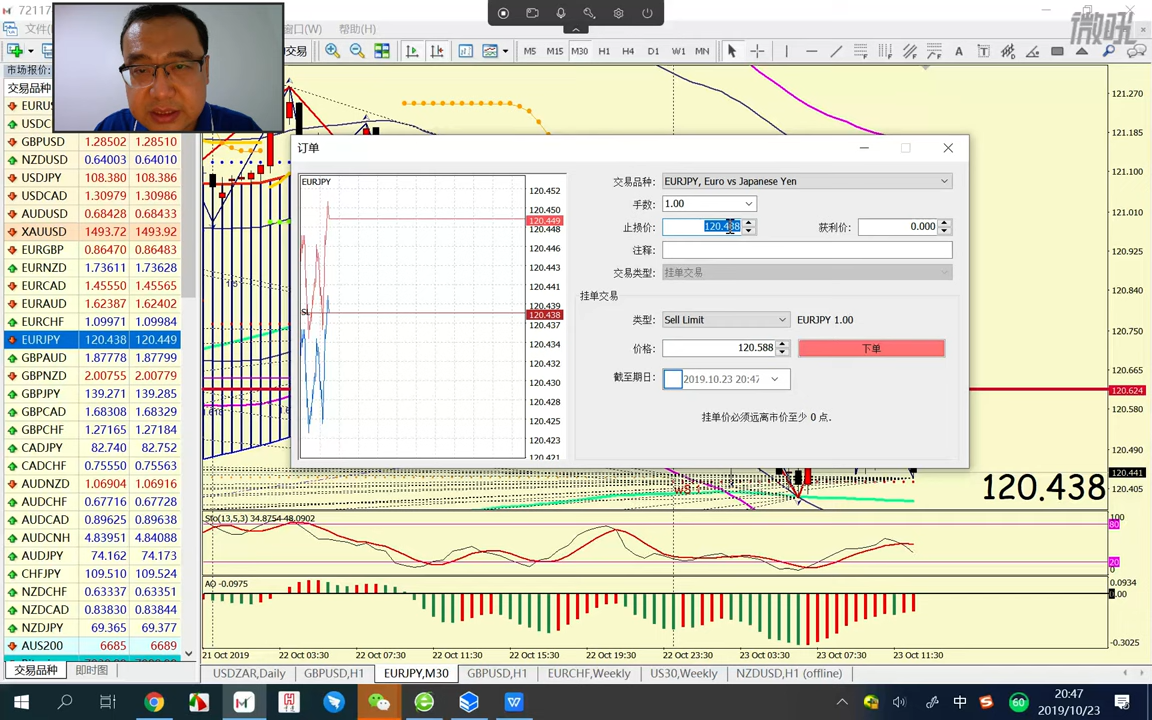 72117
微吼
文件
窗口(W)
帮助(H)
交易
M5
M15
M30
H1
H4
D1
W1
MN
A
T
市场报价:
交易品种
EURUS
USDC
GBPUSD 1.28502 1.28510
NZDUSD 0.64003 0.64010
USDJPY 108.380 108.386
USDCAD 1.30979 1.30986
AUDUSD 0.68428 0.68433
XAUUSD 1493.72 1493.92
EURGBP 0.86470 0.86480
EURNZD 1.73611 1.73628
EURCAD 1.45550 1.45565
EURAUD 1.62387 1.62402
EURCHF 1.09971 1.09984
EURJPY 120.438 120.449
GBPAUD 1.87778 1.87799
GBPNZD 2.00755 2.00779
GBPJPY 139.271 139.285
GBPCAD 1.68308 1.68329
GBPCHF 1.27165 1.27184
CADJPY 82.740 82.752
CADCHF 0.75550 0.75563
AUDNZD 1.06904 1.06916
AUDCHF 0.67716 0.67728
AUDCAD 0.89625 0.89638
AUDCNH 4.83951 4.84088
AUDJPY 74.162 74.173
CHFJPY 109.510 109.524
NZDCHF 0.63337 0.63351
NZDCAD 0.83830 0.83844
NZDJPY 69.365 69.377
AUS200 6685 6689
交易品种
即时图
订单
EURJPY
120.452
120.450
120.449
120.448
120.446
120.445
120.443
120.441
120.439
120.438
120.437
120.434
120.432
120.430
120.428
120.425
120.423
120.421
SL
交易品种: EURJPY, Euro vs Japanese Yen
手数: 1.00
止损价: 120.438 获利价: 0.000
注释:
交易类型: 挂单交易
挂单交易
类型: Sell Limit EURJPY 1.00
价格: 120.588 下单
截至期日: 2019.10.23 20:47
挂单价必须远离市价至少 0 点.
121.270
121.185
121.100
121.010
120.925
120.840
120.750
120.624
120.580
120.490
120.441
120.405
120.438
Sto(13,5,3) 34.8754 48.0902
100
80
20
0
AO -0.0975
0.0934
0.00
-0.3025
21 Oct 2019
22 Oct 03:30
22 Oct 07:30
22 Oct 11:30
22 Oct 15:30
22 Oct 19:30
22 Oct 23:30
23 Oct 03:30
23 Oct 07:30
23 Oct 11:30
USDZAR,Daily
GBPUSD,H1
EURJPY,M30
GBPUSD,H1
EURCHF,Weekly
US30,Weekly
NZDUSD,H1 (offline)
中
60
20:47
2019/10/23